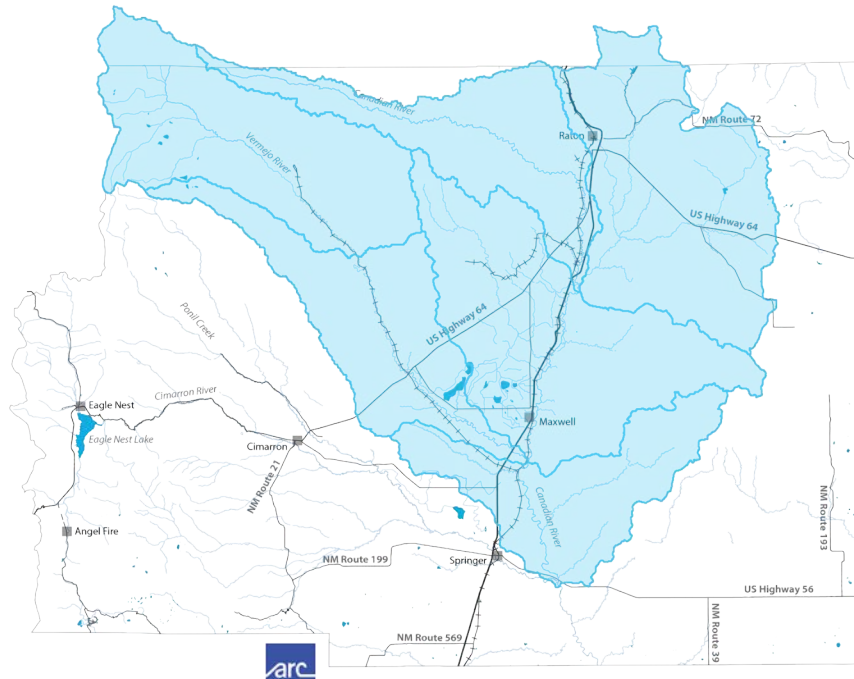 Canadian River
Raton
NM Route 72
Vermejo River
US Highway 64
Ponil Creek
US Highway 64
Cimarron River
Eagle Nest
Eagle Nest Lake
Maxwell
Cimarron
NM Route 21
Canadian River
NM Route 193
Angel Fire
NM Route 199
Springer
US Highway 56
NM Route 569
NM Route 39
arc